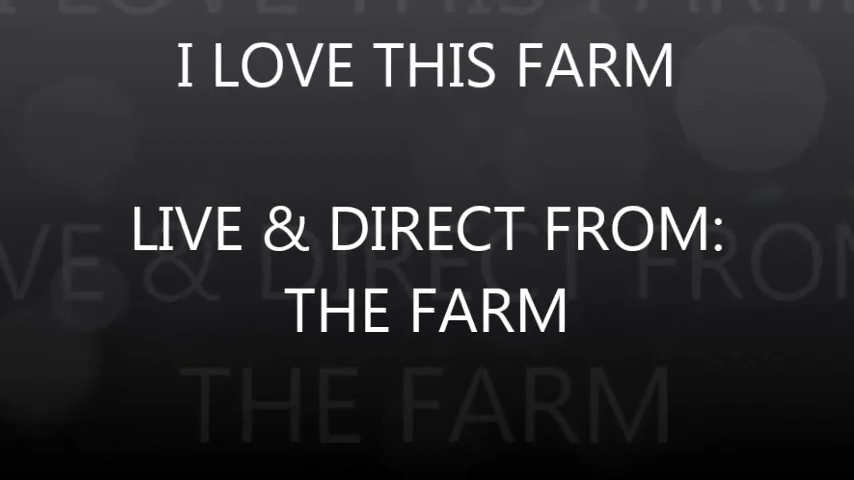 I LOVE THIS FARM
LIVE & DIRECT FROM:
THE FARM